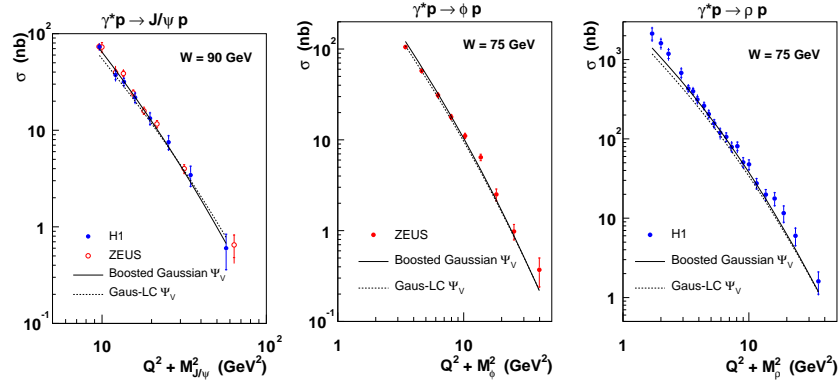 γ*p → J/ψ p
σ (nb)
W = 90 GeV
10²
10
1
10⁻¹
H1
ZEUS
Boosted Gaussian Ψ_V
Gaus-LC Ψ_V
10
10²
Q² + M²_J/ψ (GeV²)
γ*p → ϕ p
σ (nb)
W = 75 GeV
10²
10
1
10⁻¹
ZEUS
Boosted Gaussian Ψ_V
Gaus-LC Ψ_V
1
10
Q² + M²_ϕ (GeV²)
γ*p → ρ p
σ (nb)
W = 75 GeV
10³
10²
10
1
H1
Boosted Gaussian Ψ_V
Gaus-LC Ψ_V
1
10
Q² + M²_ρ (GeV²)